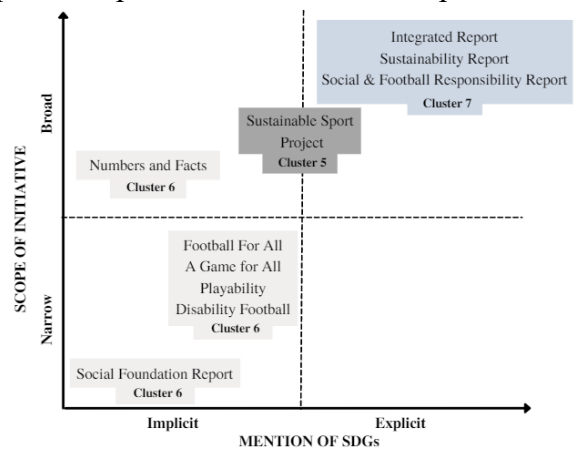 Integrated Report
Sustainability Report
Social & Football Responsibility Report
Cluster 7
Sustainable Sport
Project
Cluster 5
Numbers and Facts
Cluster 6
Football For All
A Game for All
Playability
Disability Football
Cluster 6
Social Foundation Report
Cluster 6
SCOPE OF INITIATIVE
Broad
Narrow
Implicit
Explicit
MENTION OF SDGs